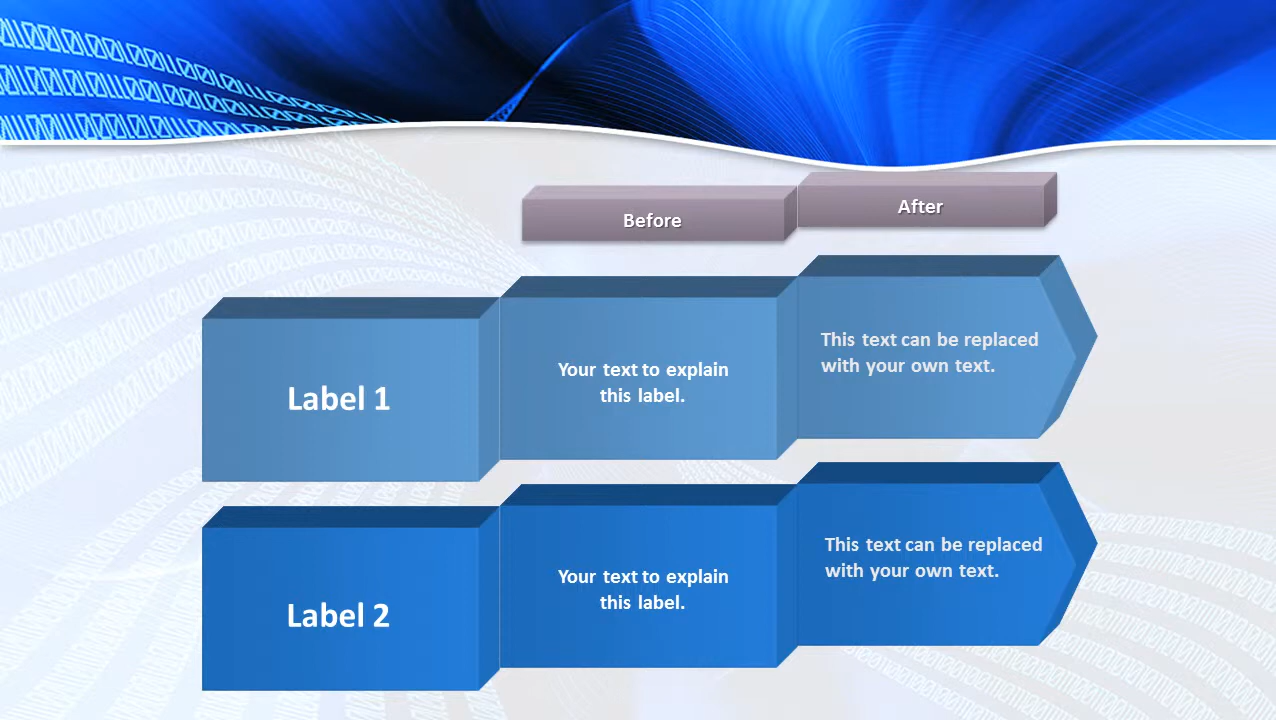 Before
After
Label 1
Your text to explain
this label.
This text can be replaced
with your own text.
Label 2
Your text to explain
this label.
This text can be replaced
with your own text.